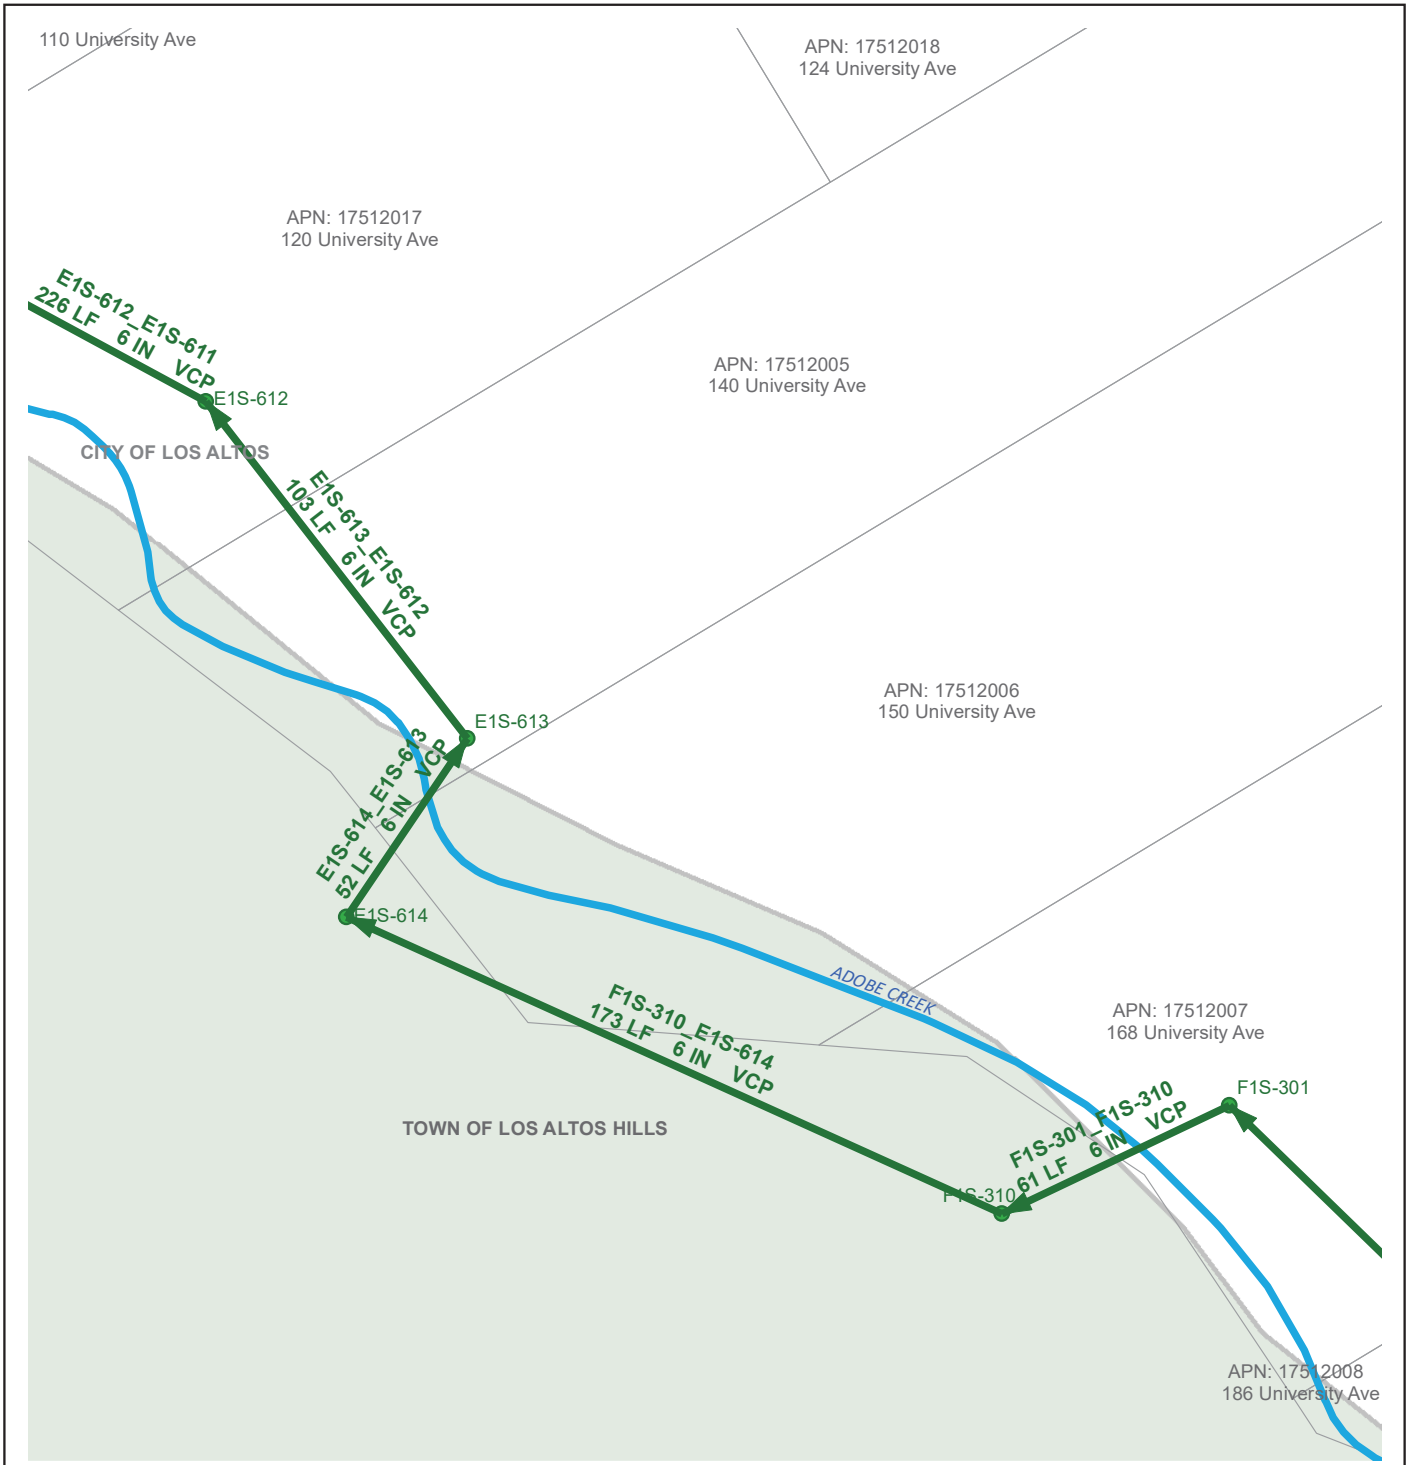 110 University Ave
APN: 17512018
124 University Ave
APN: 17512017
120 University Ave
E1S-612_E1S-611
226 LF 6 IN VCP
E1S-612
APN: 17512005
140 University Ave
CITY OF LOS ALTOS
E1S-613_E1S-612
103 LF 6 IN VCP
E1S-613
APN: 17512006
150 University Ave
E1S-614_E1S-613
52 LF 6 IN VCP
E1S-614
ADOBE CREEK
F1S-310_E1S-614
173 LF 6 IN VCP
APN: 17512007
168 University Ave
F1S-301
TOWN OF LOS ALTOS HILLS
F1S-301_F1S-310
61 LF 6 IN VCP
F1S-310
APN: 17512008
186 University Ave